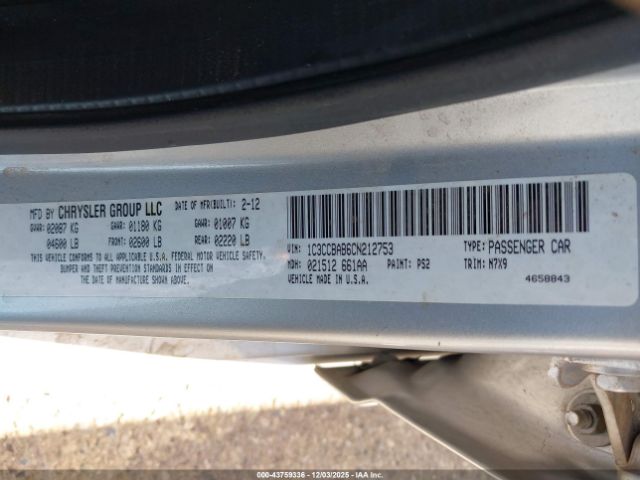 MFD BY CHRYSLER GROUP LLC DATE OF MFR(BUILT): 2-12
GVWR: 02087 KG GAWR: 01180 KG GAWR: 01007 KG
04600 LB FRONT: 02600 LB REAR: 02220 LB
THIS VEHICLE CONFORMS TO ALL APPLICABLE U.S.A. FEDERAL MOTOR VEHICLE SAFETY,
BUMPER AND THEFT PREVENTION STANDARDS IN EFFECT ON
THE DATE OF MANUFACTURE SHOWN ABOVE.
VIN: 1C3CCBAB6CN212753 TYPE: PASSENGER CAR
MDH: 021512 661AA PAINT: PS2 TRIM: N7X9
VEHICLE MADE IN U.S.A. 4658843
000-43759336 - 12/03/2025 - IAAI.CA